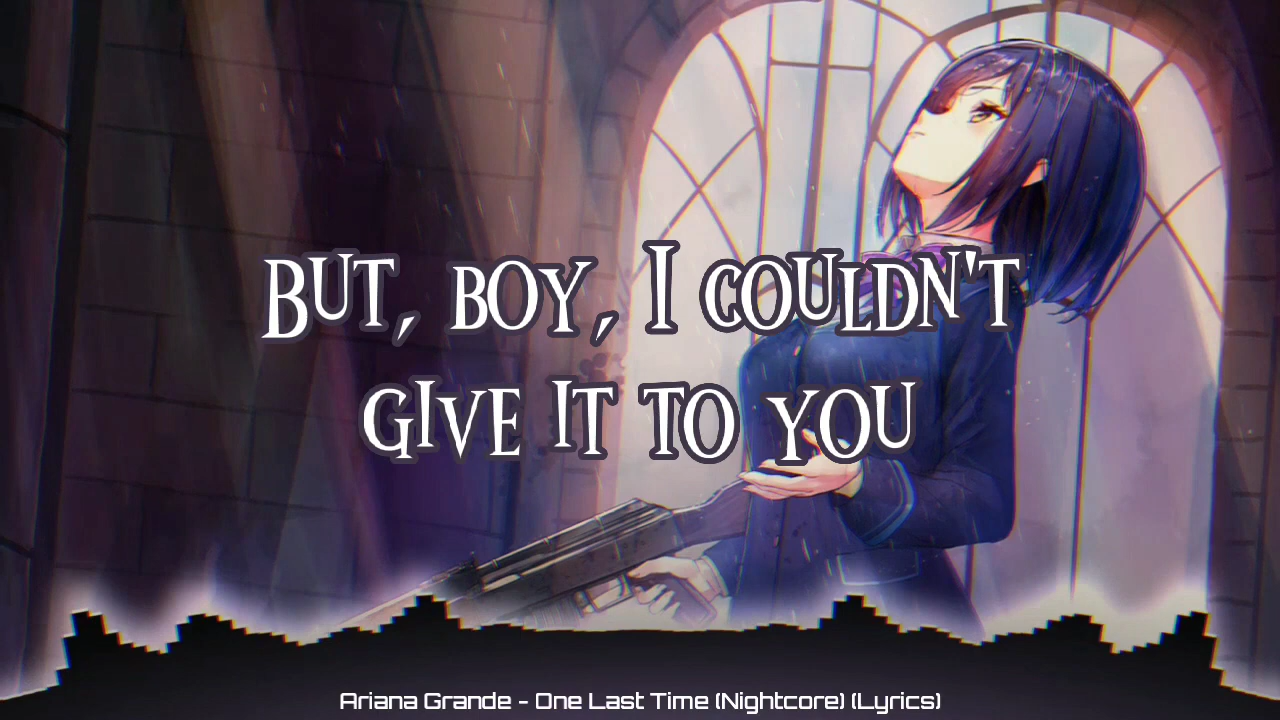 BUT, BOY, I COULDN'T
GIVE IT TO YOU
Ariana Grande - One Last Time (Nightcore) (Lyrics)